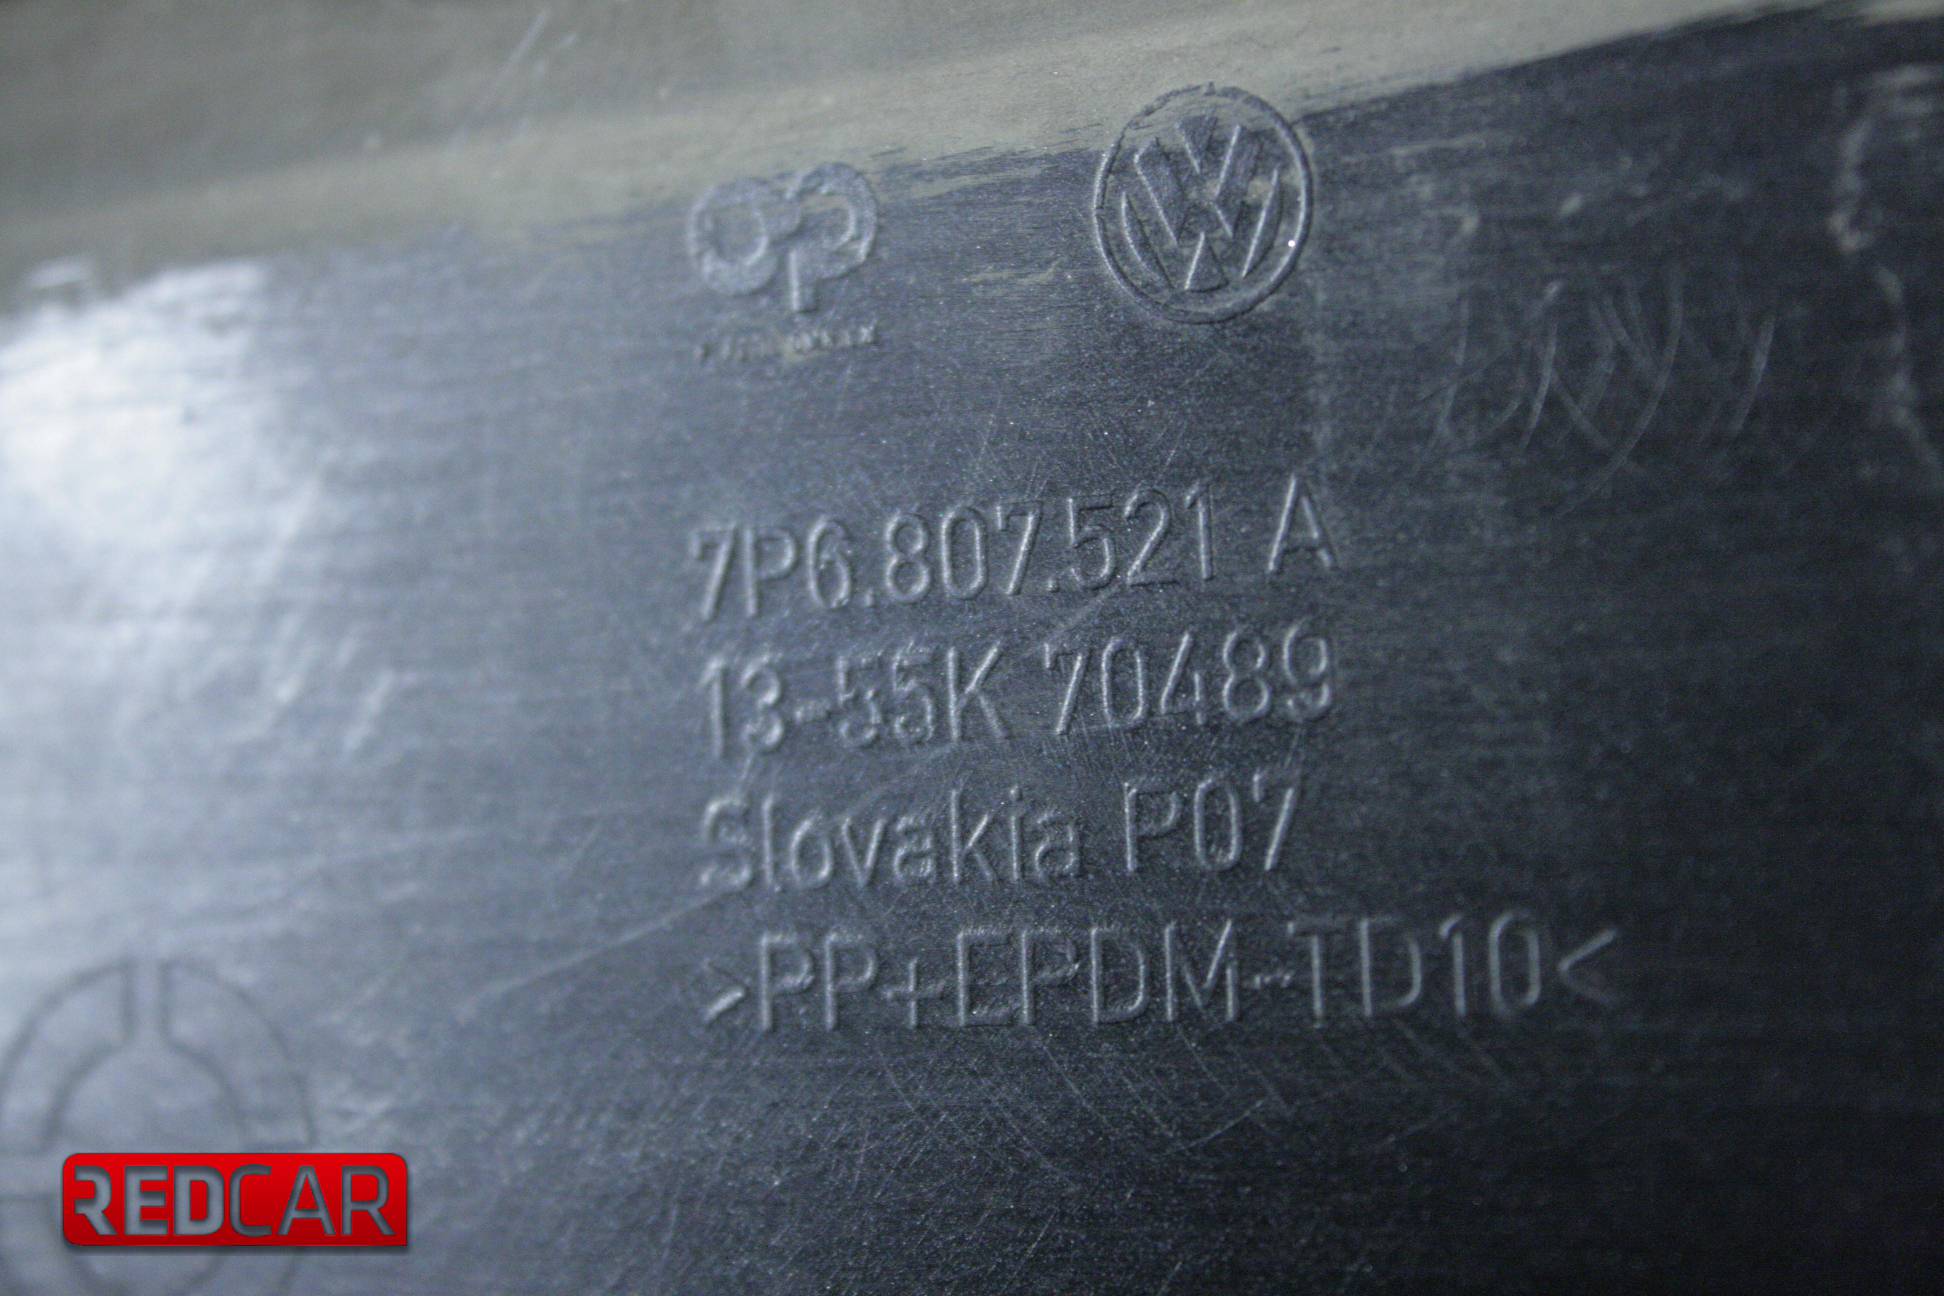 7P6.807.521 A
13-55K 70489
Slovakia P07
>PP+EPDM-TD10<
REDCAR